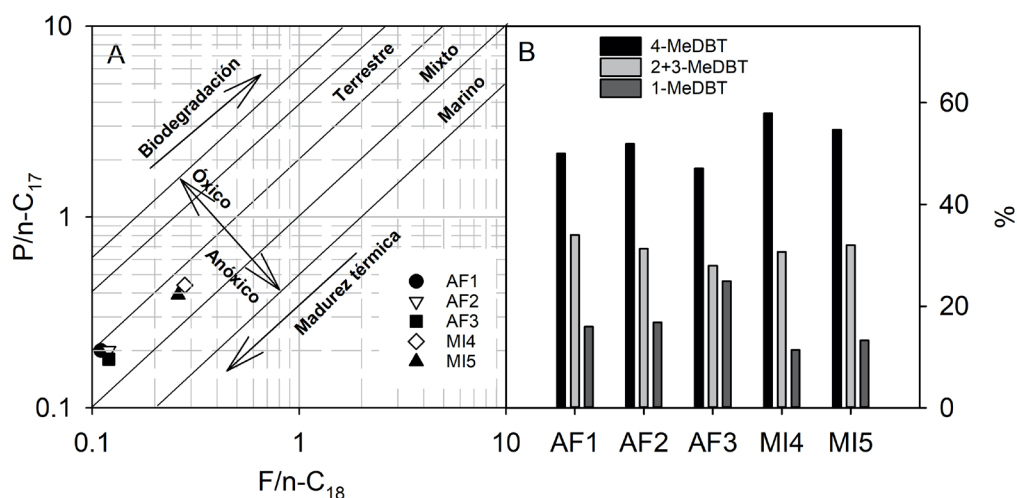 A
Biodegradación
Terrestre
Mixto
Marino
Óxico
Anóxico
Madurez térmica
AF1
AF2
AF3
MI4
MI5
10
1
0.1
P/n-C17
0.1
1
10
F/n-C18
B
4-MeDBT
2+3-MeDBT
1-MeDBT
60
40
20
0
%
AF1
AF2
AF3
MI4
MI5